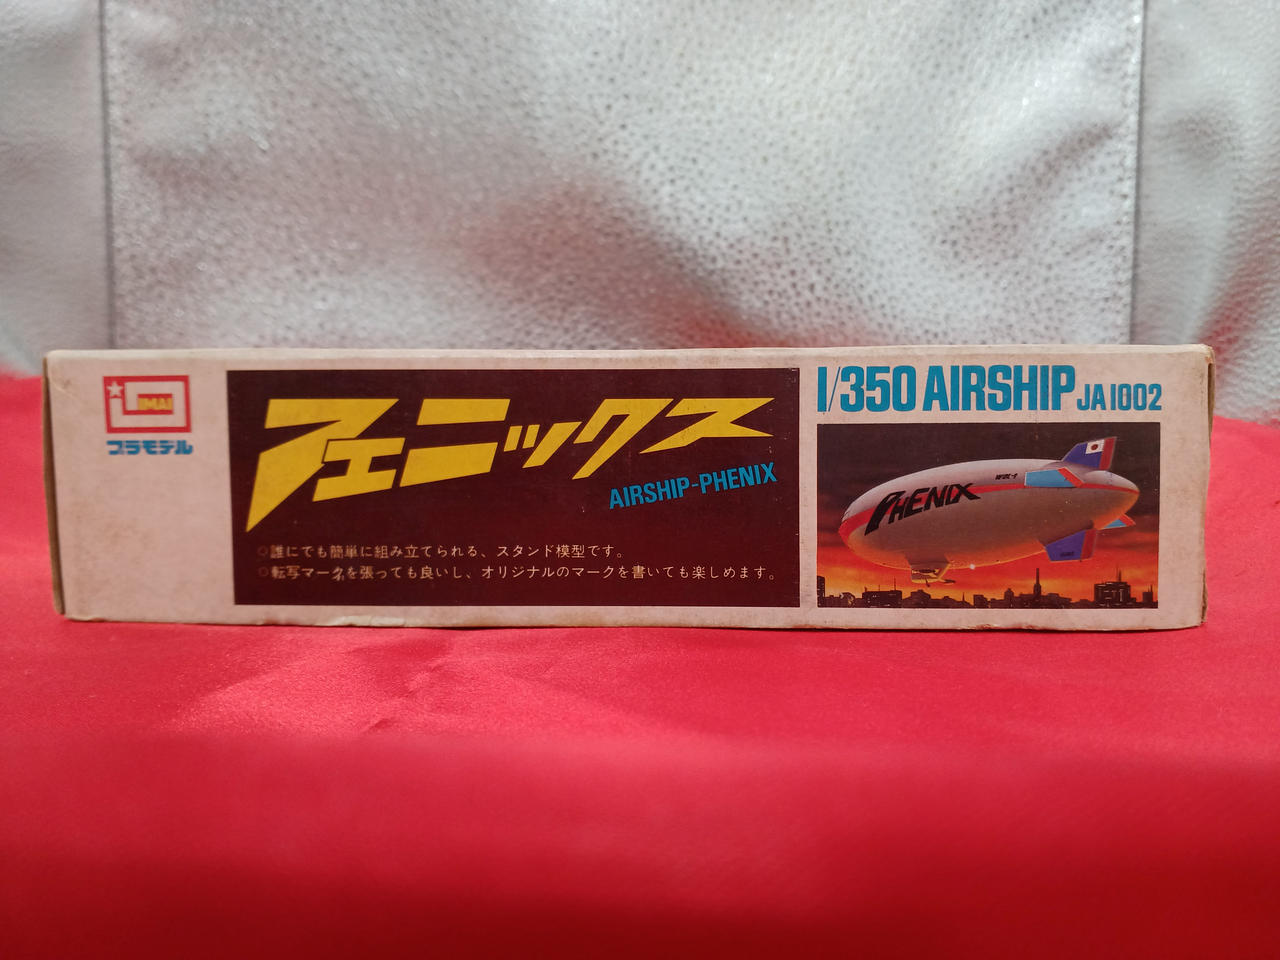 IMAI
プラモデル
フェニックス
AIRSHIP-PHENIX
○誰にでも簡単に組み立てられる、スタンド模型です。
○転写マークを張っても良いし、オリジナルのマークを書いても楽しめます。
1/350 AIRSHIP JA1002
PHENIX